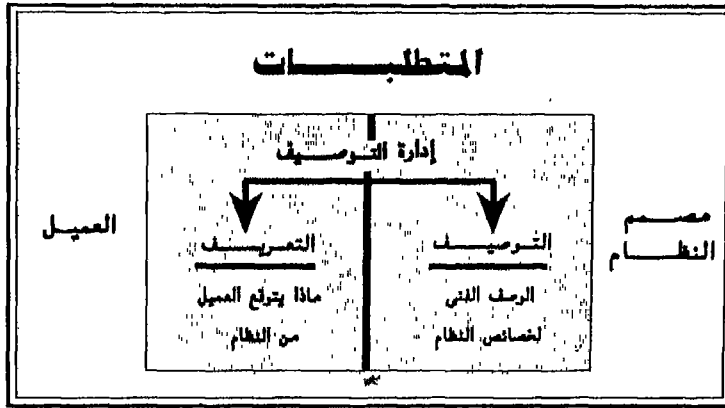 المتطلبات
إدارة التوصيف
مصمم
النظام
التوصيف
الوصف الفني
لخصائص النظام
التعريف
ماذا يتوقع العميل
من النظام
العميل